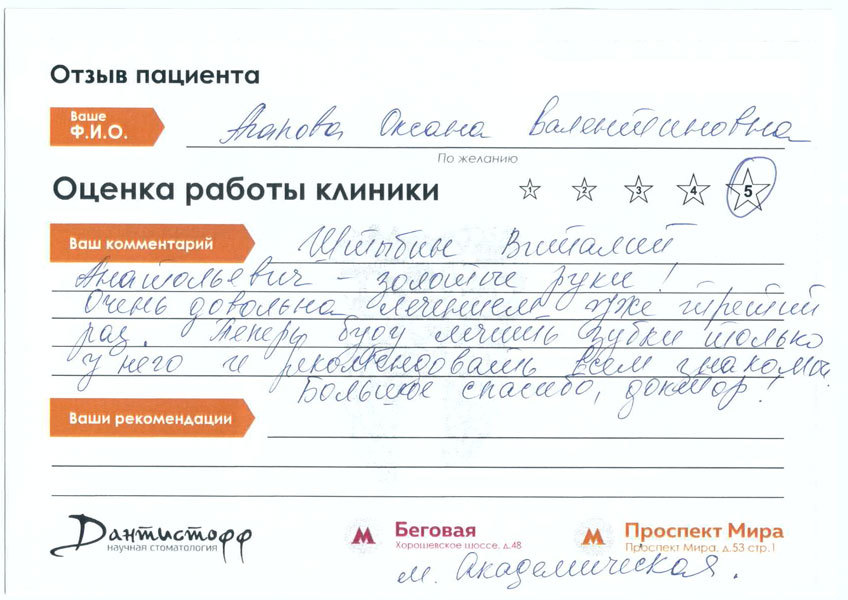 Отзыв пациента
Ваше
Ф.И.О.
Агапова Оксана Валентиновна
По желанию
Оценка работы клиники
1 2 3 4 5
Ваш комментарий
Штыбин Виталий
Анатольевич - золотые руки!
Очень довольна лечением уже третий
раз. Теперь буду лечить зубки только
у него и рекомендовать всем знакомым.
Большое спасибо, доктор!
Ваши рекомендации
Дантистофф
научная стоматология
М Беговая
Хорошевское шоссе, д.48
М Проспект Мира
Проспект Мира, д.53 стр.1
м. Академическая.